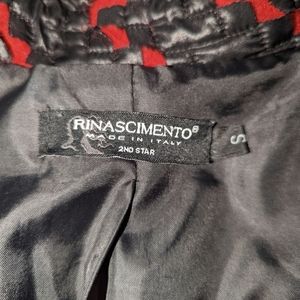 RINASCIMENTO®
MADE IN ITALY
2ND STAR
S